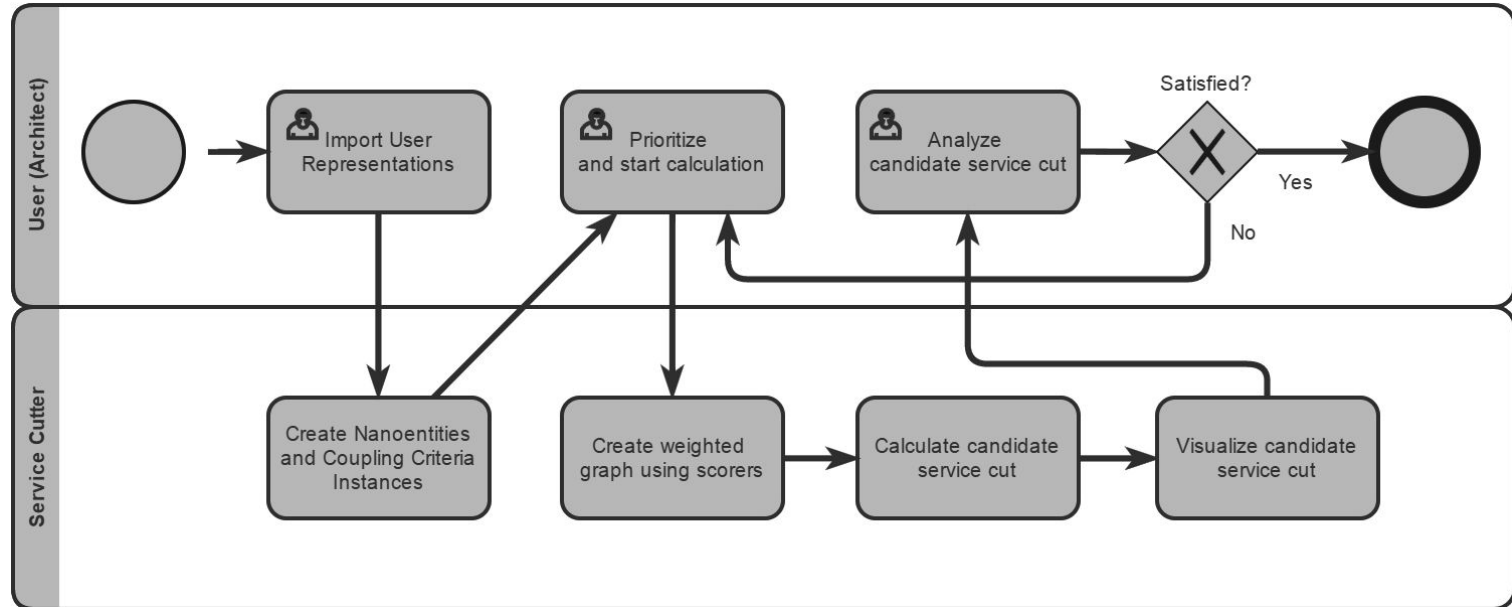 User (Architect)
Import User
Representations
Prioritize
and start calculation
Analyze
candidate service cut
Satisfied?
Yes
No
Service Cutter
Create Nanoentities
and Coupling Criteria
Instances
Create weighted
graph using scorers
Calculate candidate
service cut
Visualize candidate
service cut